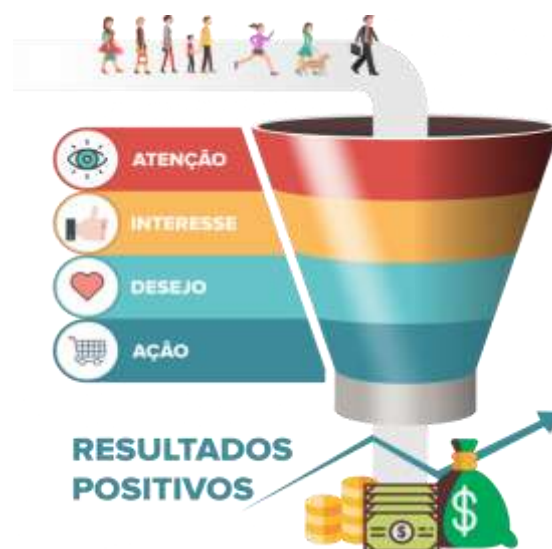 ATENÇÃO
INTERESSE
DESEJO
AÇÃO
RESULTADOS
POSITIVOS
$
$